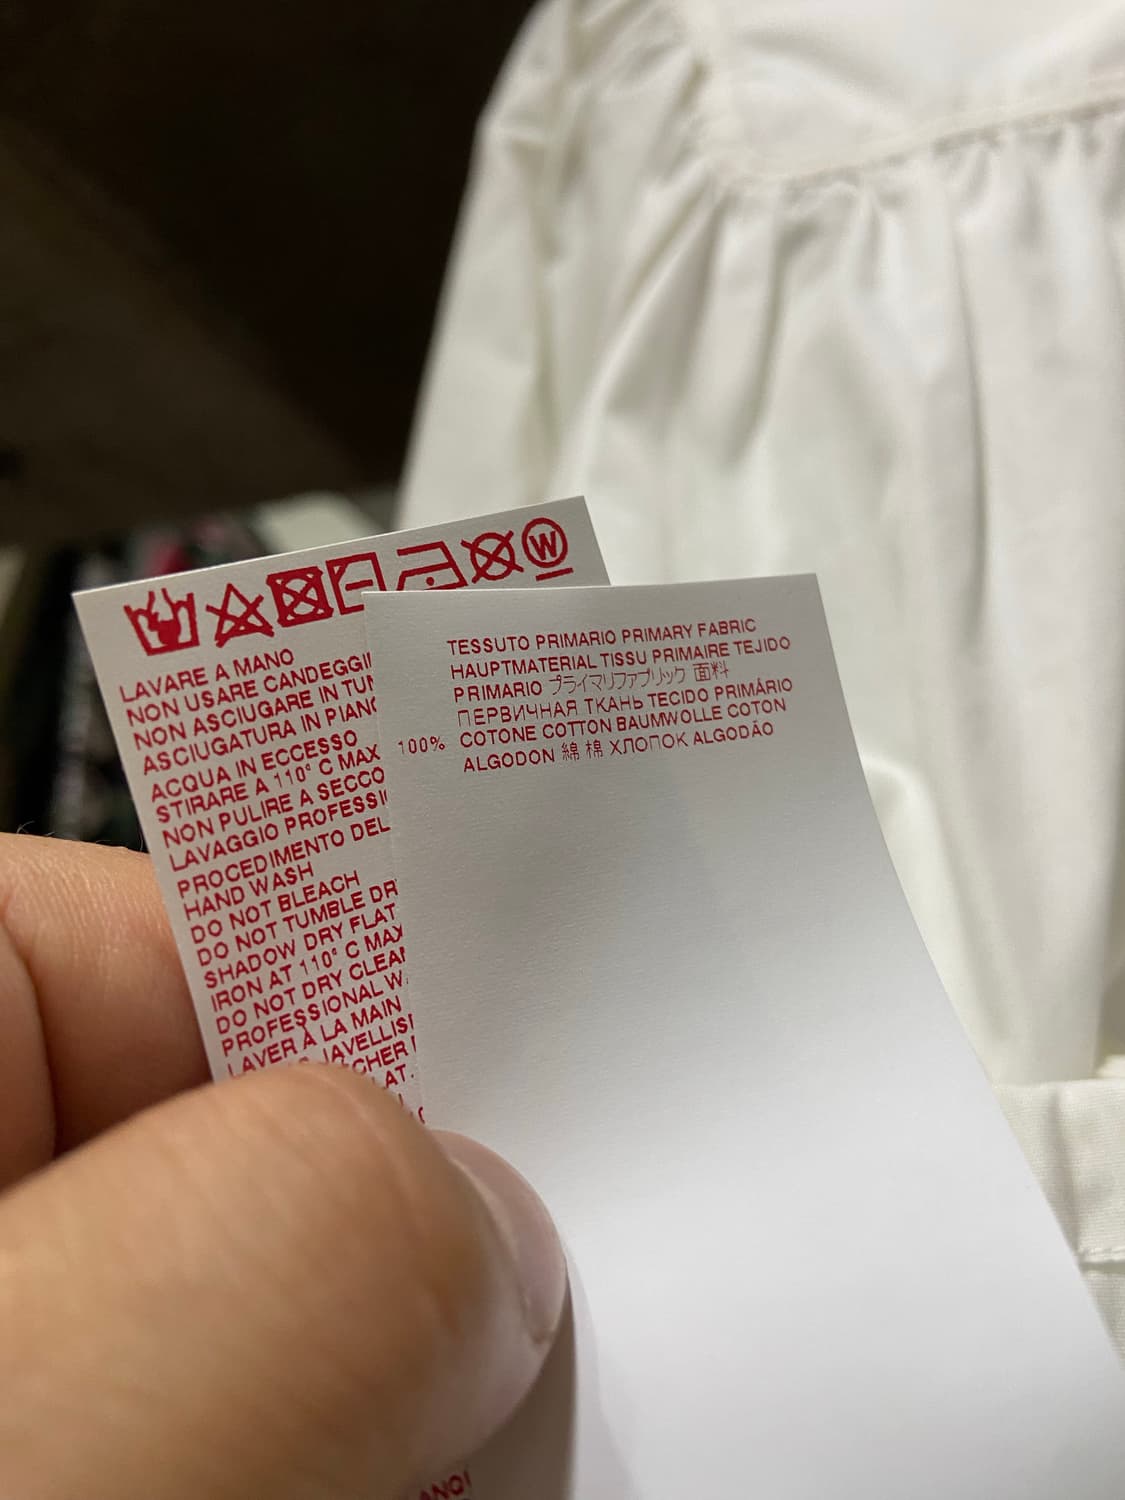 W
LAVARE A MANO
NON USARE CANDEGGI
NON ASCIUGARE IN TUM
ASCIUGATURA IN PIANO
ACQUA IN ECCESSO
STIRARE A 110° C MAX
NON PULIRE A SECCO
LAVAGGIO PROFESSI
PROCEDIMENTO DEL
HAND WASH
DO NOT BLEACH
DO NOT TUMBLE DR
SHADOW DRY FLAT
IRON AT 110° C MAX
DO NOT DRY CLEAN
PROFESSIONAL W
LAVER À LA MAIN
JAVELLIS
CHER
LAT.
TESSUTO PRIMARIO PRIMARY FABRIC
HAUPTMATERIAL TISSU PRIMAIRE TEJIDO
PRIMARIO プライマリファブリック 面料
ПЕРВИЧНАЯ ТКАНЬ TECIDO PRIMÁRIO
100% COTONE COTTON BAUMWOLLE COTON
ALGODON 綿 棉 ХЛОПОК ALGODÃO